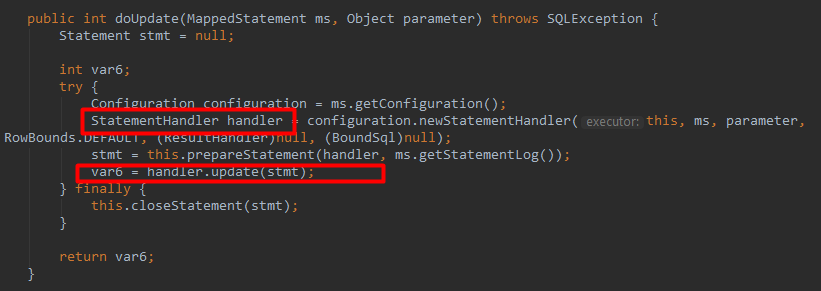 public int doUpdate(MappedStatement ms, Object parameter) throws SQLException {
Statement stmt = null;
int var6;
try {
Configuration configuration = ms.getConfiguration();
StatementHandler handler = configuration.newStatementHandler( executor: this, ms, parameter,
RowBounds.DEFAULT, (ResultHandler)null, (BoundSql)null);
stmt = this.prepareStatement(handler, ms.getStatementLog());
var6 = handler.update(stmt);
} finally {
this.closeStatement(stmt);
}
return var6;
}